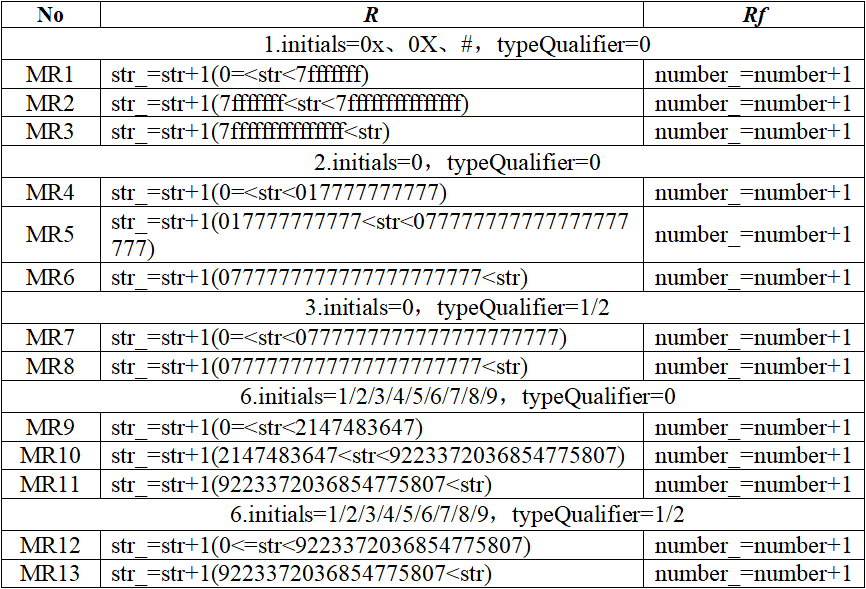 No R Rf
1.initials=0x、0X、#，typeQualifier=0
MR1 str_=str+1(0=<str<7fffffff) number_=number+1
MR2 str_=str+1(7fffffff<str<7fffffffffffffff) number_=number+1
MR3 str_=str+1(7fffffffffffffff<str) number_=number+1
2.initials=0，typeQualifier=0
MR4 str_=str+1(0=<str<017777777777) number_=number+1
MR5 str_=str+1(017777777777<str<077777777777777777
777) number_=number+1
MR6 str_=str+1(0777777777777777777777<str) number_=number+1
3.initials=0，typeQualifier=1/2
MR7 str_=str+1(0=<str<0777777777777777777777) number_=number+1
MR8 str_=str+1(0777777777777777777777<str) number_=number+1
6.initials=1/2/3/4/5/6/7/8/9，typeQualifier=0
MR9 str_=str+1(0=<str<2147483647) number_=number+1
MR10 str_=str+1(2147483647<str<9223372036854775807) number_=number+1
MR11 str_=str+1(9223372036854775807<str) number_=number+1
6.initials=1/2/3/4/5/6/7/8/9，typeQualifier=1/2
MR12 str_=str+1(0<=str<9223372036854775807) number_=number+1
MR13 str_=str+1(9223372036854775807<str) number_=number+1